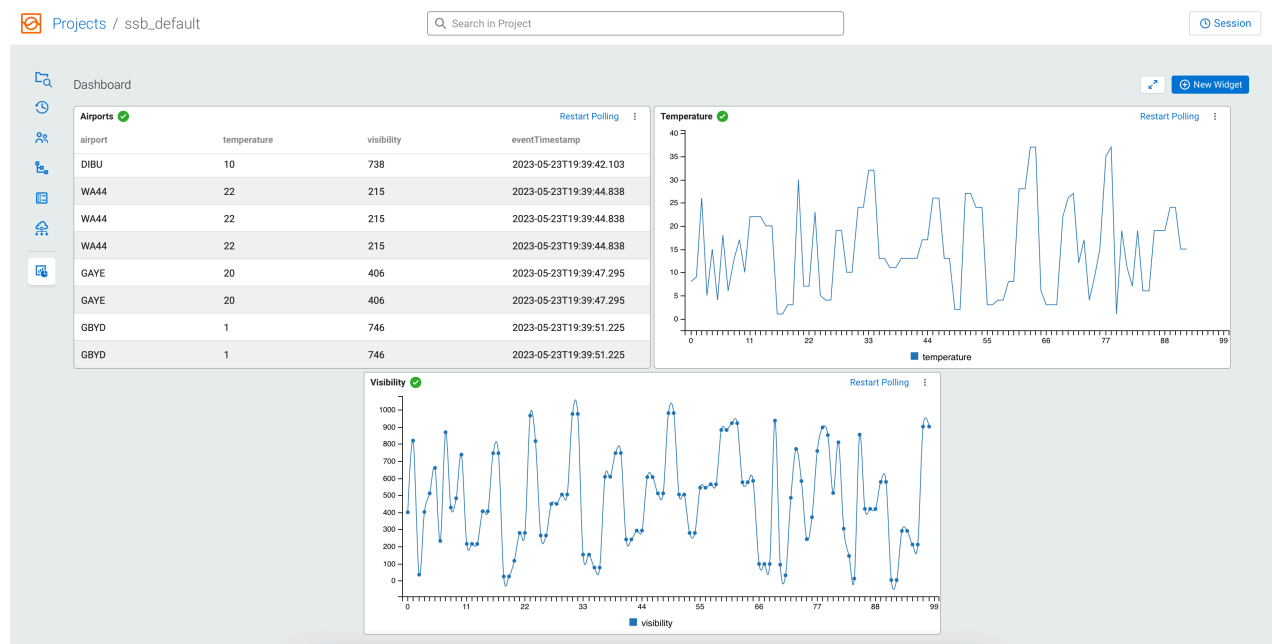 Projects / ssb_default
Search in Project
Session
Dashboard
New Widget
Airports
Restart Polling
airport temperature visibility eventTimestamp
DIBU 10 738 2023-05-23T19:39:42.103
WA44 22 215 2023-05-23T19:39:44.838
WA44 22 215 2023-05-23T19:39:44.838
WA44 22 215 2023-05-23T19:39:44.838
GAYE 20 406 2023-05-23T19:39:47.295
GAYE 20 406 2023-05-23T19:39:47.295
GBYD 1 746 2023-05-23T19:39:51.225
GBYD 1 746 2023-05-23T19:39:51.225
Temperature
Restart Polling
40
35
30
25
20
15
10
5
0
0 11 22 33 44 55 66 77 88 99
temperature
Visibility
Restart Polling
1000
900
800
700
600
500
400
300
200
100
0
0 11 22 33 44 55 66 77 88 99
visibility